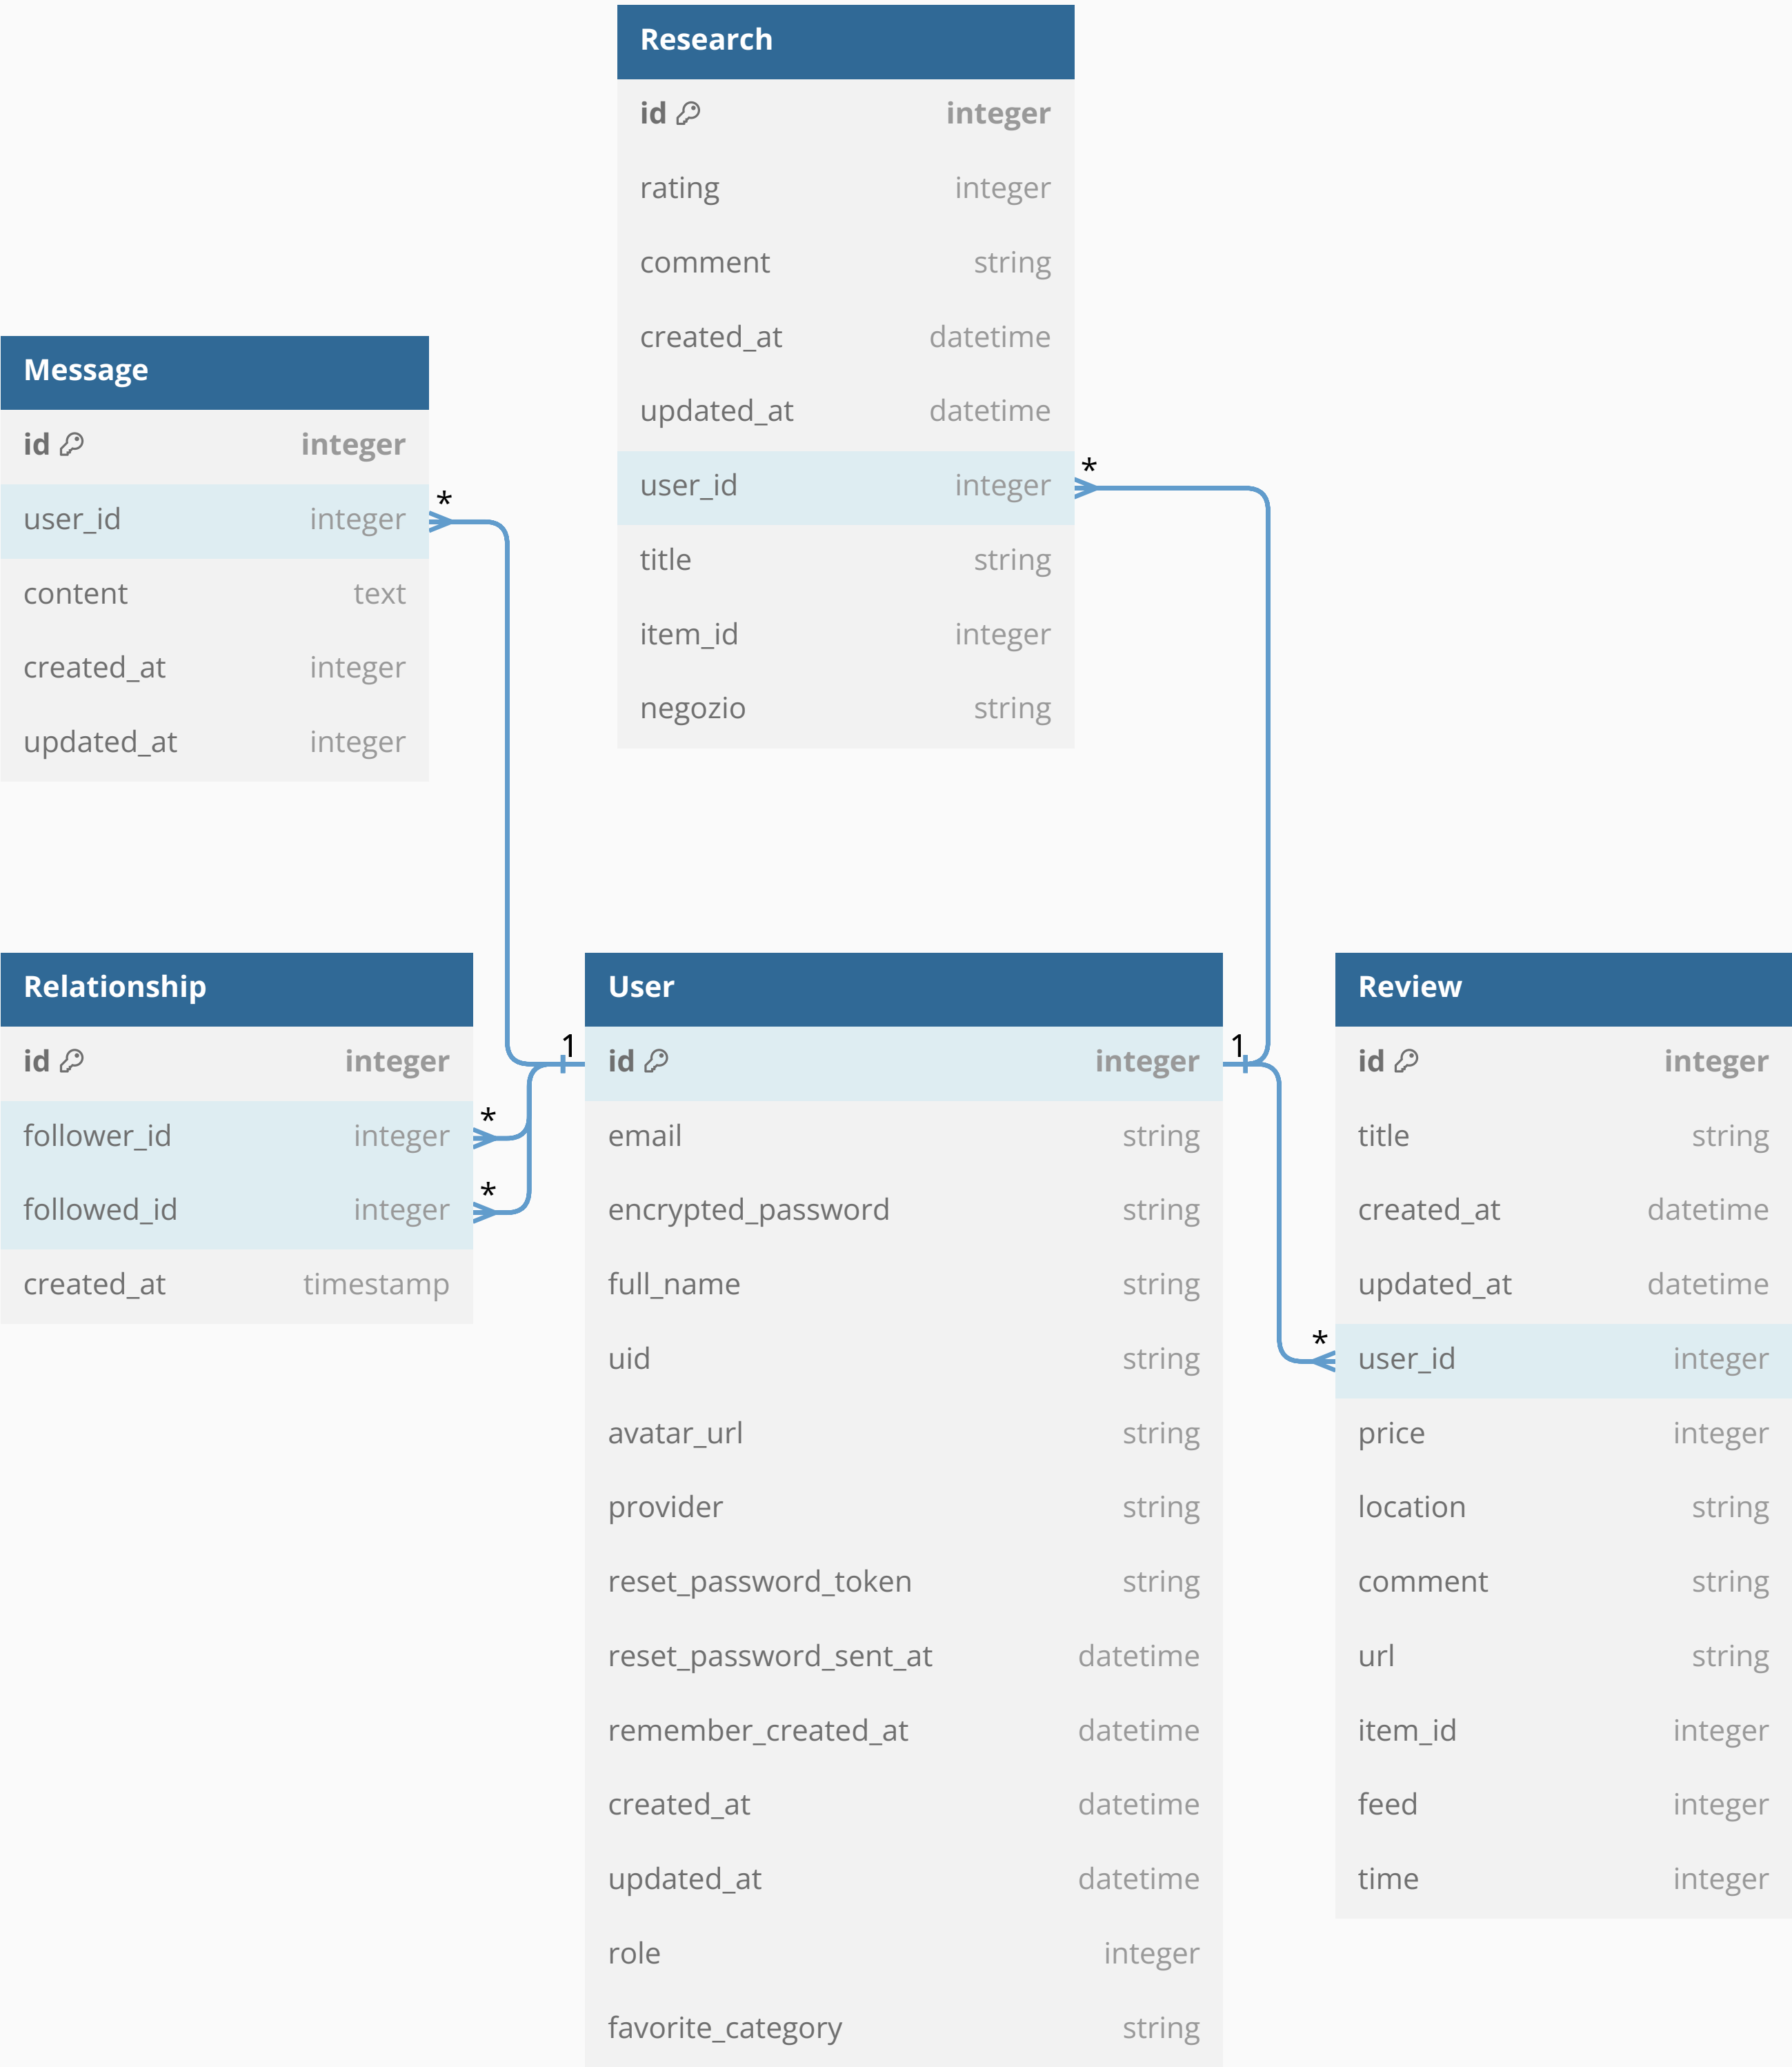 Research
id integer
rating integer
comment string
created_at datetime
updated_at datetime
user_id integer
title string
item_id integer
negozio string
*
Message
id integer
user_id integer
content text
created_at integer
updated_at integer
*
Relationship
id integer
follower_id integer
followed_id integer
created_at timestamp
*
*
1
User
id integer
email string
encrypted_password string
full_name string
uid string
avatar_url string
provider string
reset_password_token string
reset_password_sent_at datetime
remember_created_at datetime
created_at datetime
updated_at datetime
role integer
favorite_category string
1
*
Review
id integer
title string
created_at datetime
updated_at datetime
user_id integer
price integer
location string
comment string
url string
item_id integer
feed integer
time integer